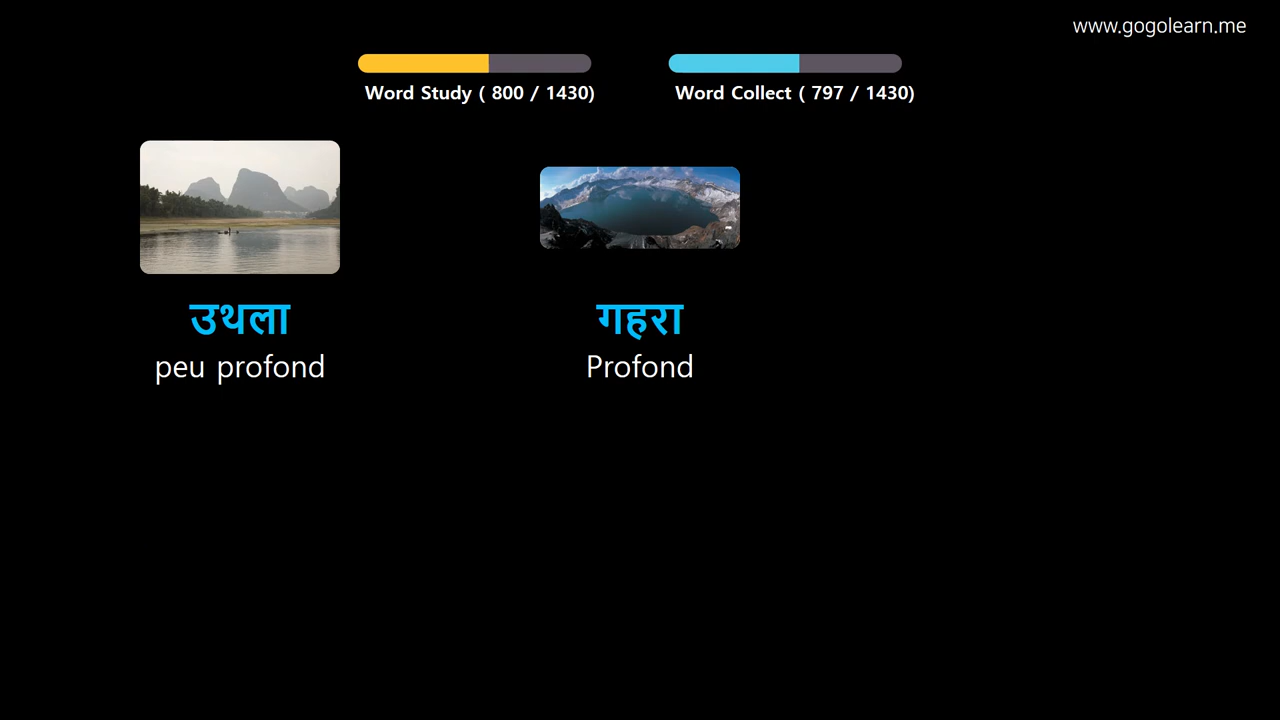 www.gogolearn.me
Word Study ( 800 / 1430)
Word Collect ( 797 / 1430)
उथला
peu profond
गहरा
Profond